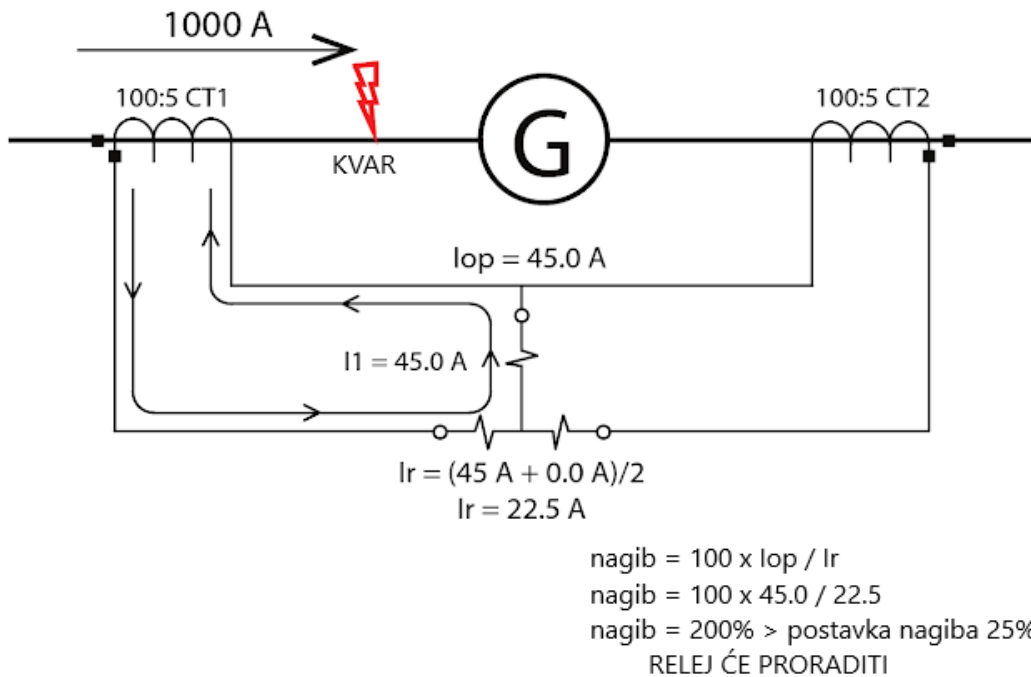 1000 A
100:5 CT1
100:5 CT2
KVAR
G
Iop = 45.0 A
I1 = 45.0 A
Ir = (45 A + 0.0 A)/2
Ir = 22.5 A
nagib = 100 x Iop / Ir
nagib = 100 x 45.0 / 22.5
nagib = 200% > postavka nagiba 25%
RELEJ ĆE PRORADITI